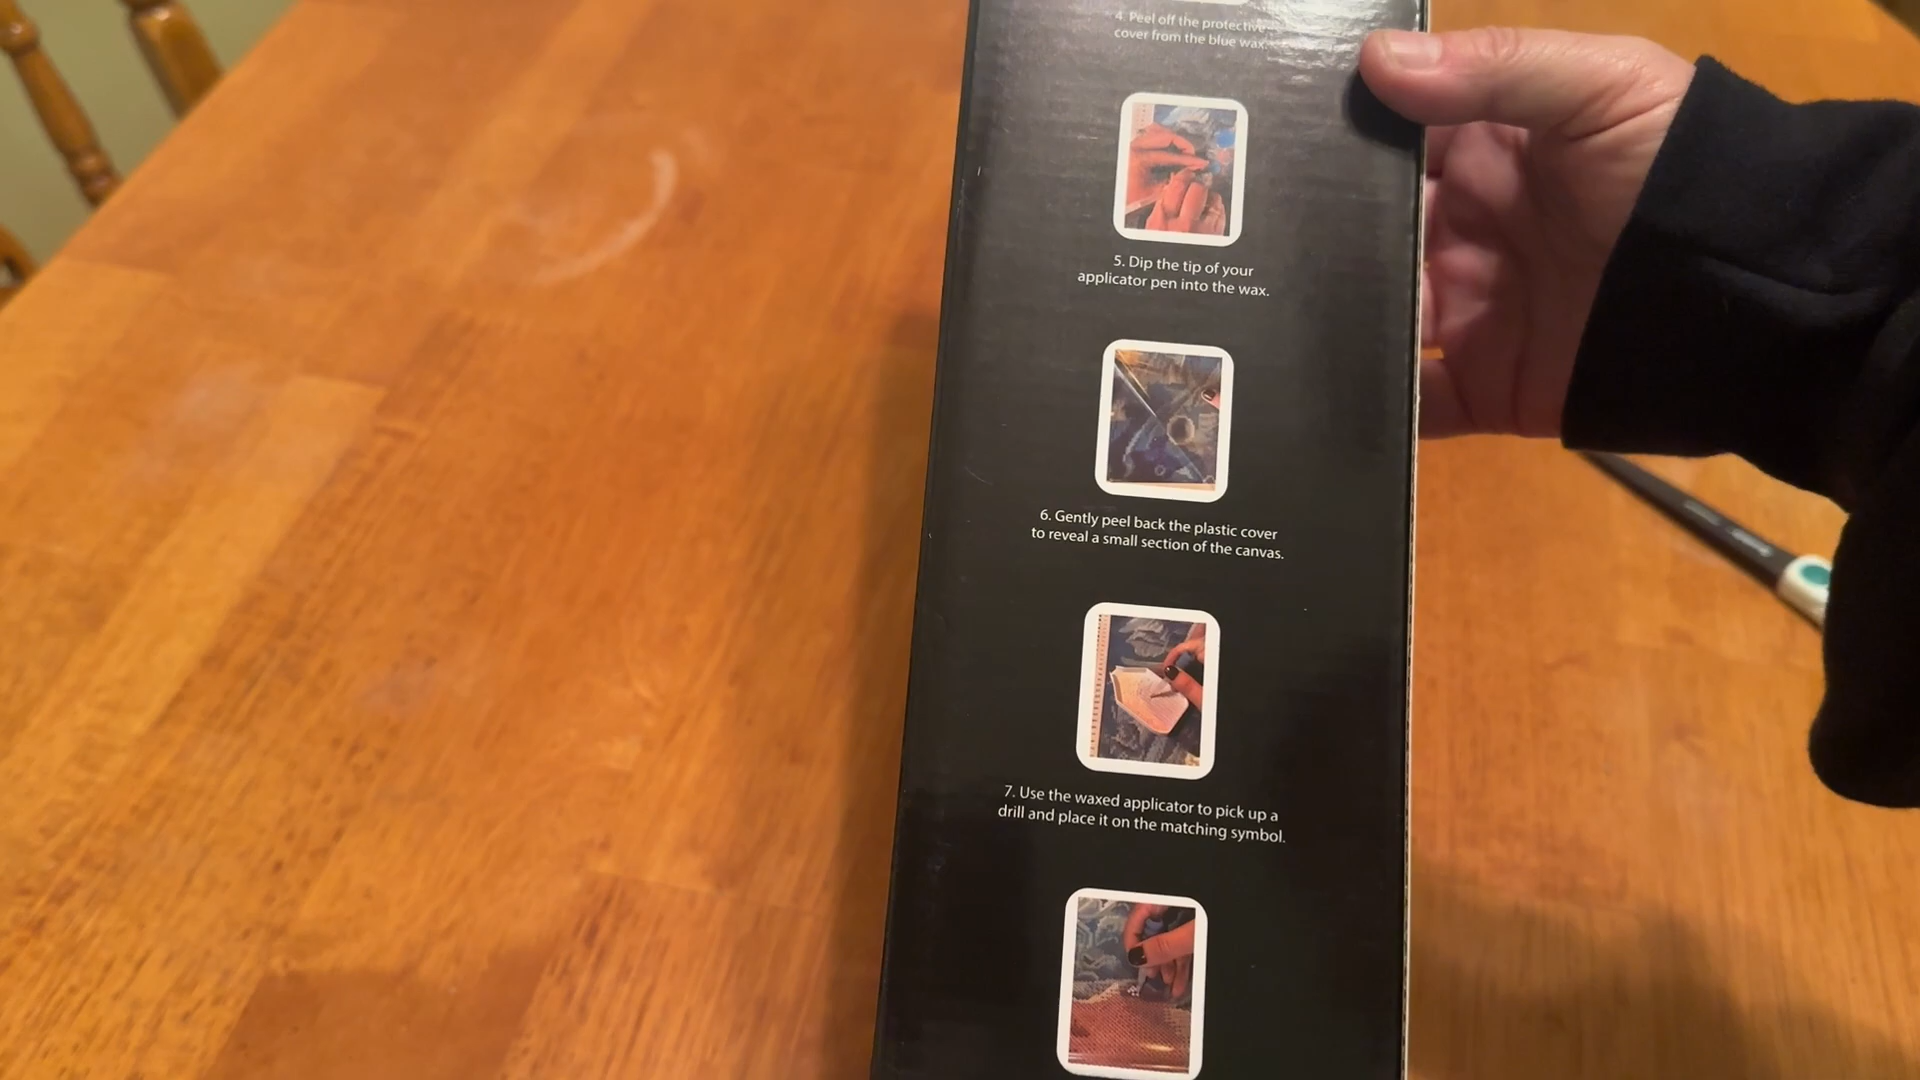 4. Peel off the protective
cover from the blue wax.
5. Dip the tip of your
applicator pen into the wax.
6. Gently peel back the plastic cover
to reveal a small section of the canvas.
7. Use the waxed applicator to pick up a
drill and place it on the matching symbol.